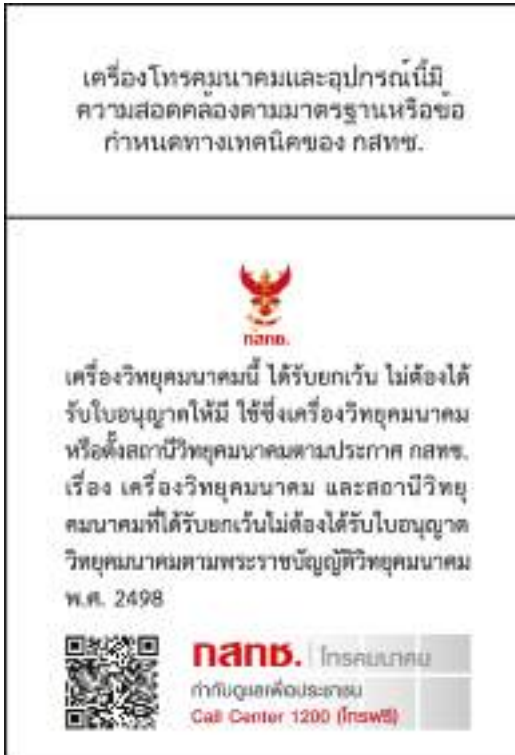 เครื่องโทรคมนาคมและอุปกรณ์นี้มี
ความสอดคล้องตามมาตรฐานหรือข้อ
กำหนดทางเทคนิคของ กสทช.
กสทช.
เครื่องวิทยุคมนาคมนี้ ได้รับยกเว้น ไม่ต้องได้
รับใบอนุญาตให้มี ใช้ซึ่งเครื่องวิทยุคมนาคม
หรือตั้งสถานีวิทยุคมนาคมตามประกาศ กสทช.
เรื่อง เครื่องวิทยุคมนาคม และสถานีวิทยุ
คมนาคมที่ได้รับยกเว้นไม่ต้องได้รับใบอนุญาต
วิทยุคมนาคมตามพระราชบัญญัติวิทยุคมนาคม
พ.ศ. 2498
กสทช. | โทรคมนาคม
กำกับดูแลเพื่อประชาชน
Call Center 1200 (โทรฟรี)